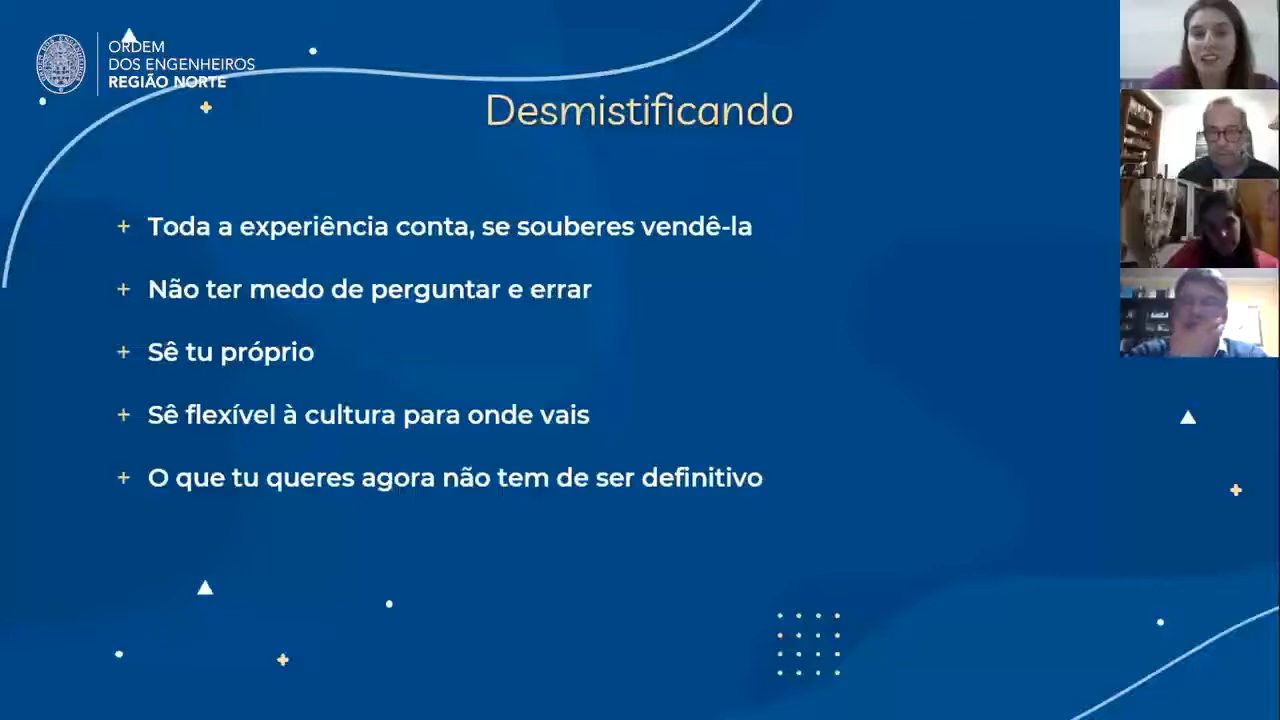 ORDEM
DOS ENGENHEIROS
REGIÃO NORTE
Desmistificando
+ Toda a experiência conta, se souberes vendê-la
+ Não ter medo de perguntar e errar
+ Sê tu próprio
+ Sê flexível à cultura para onde vais
+ O que tu queres agora não tem de ser definitivo